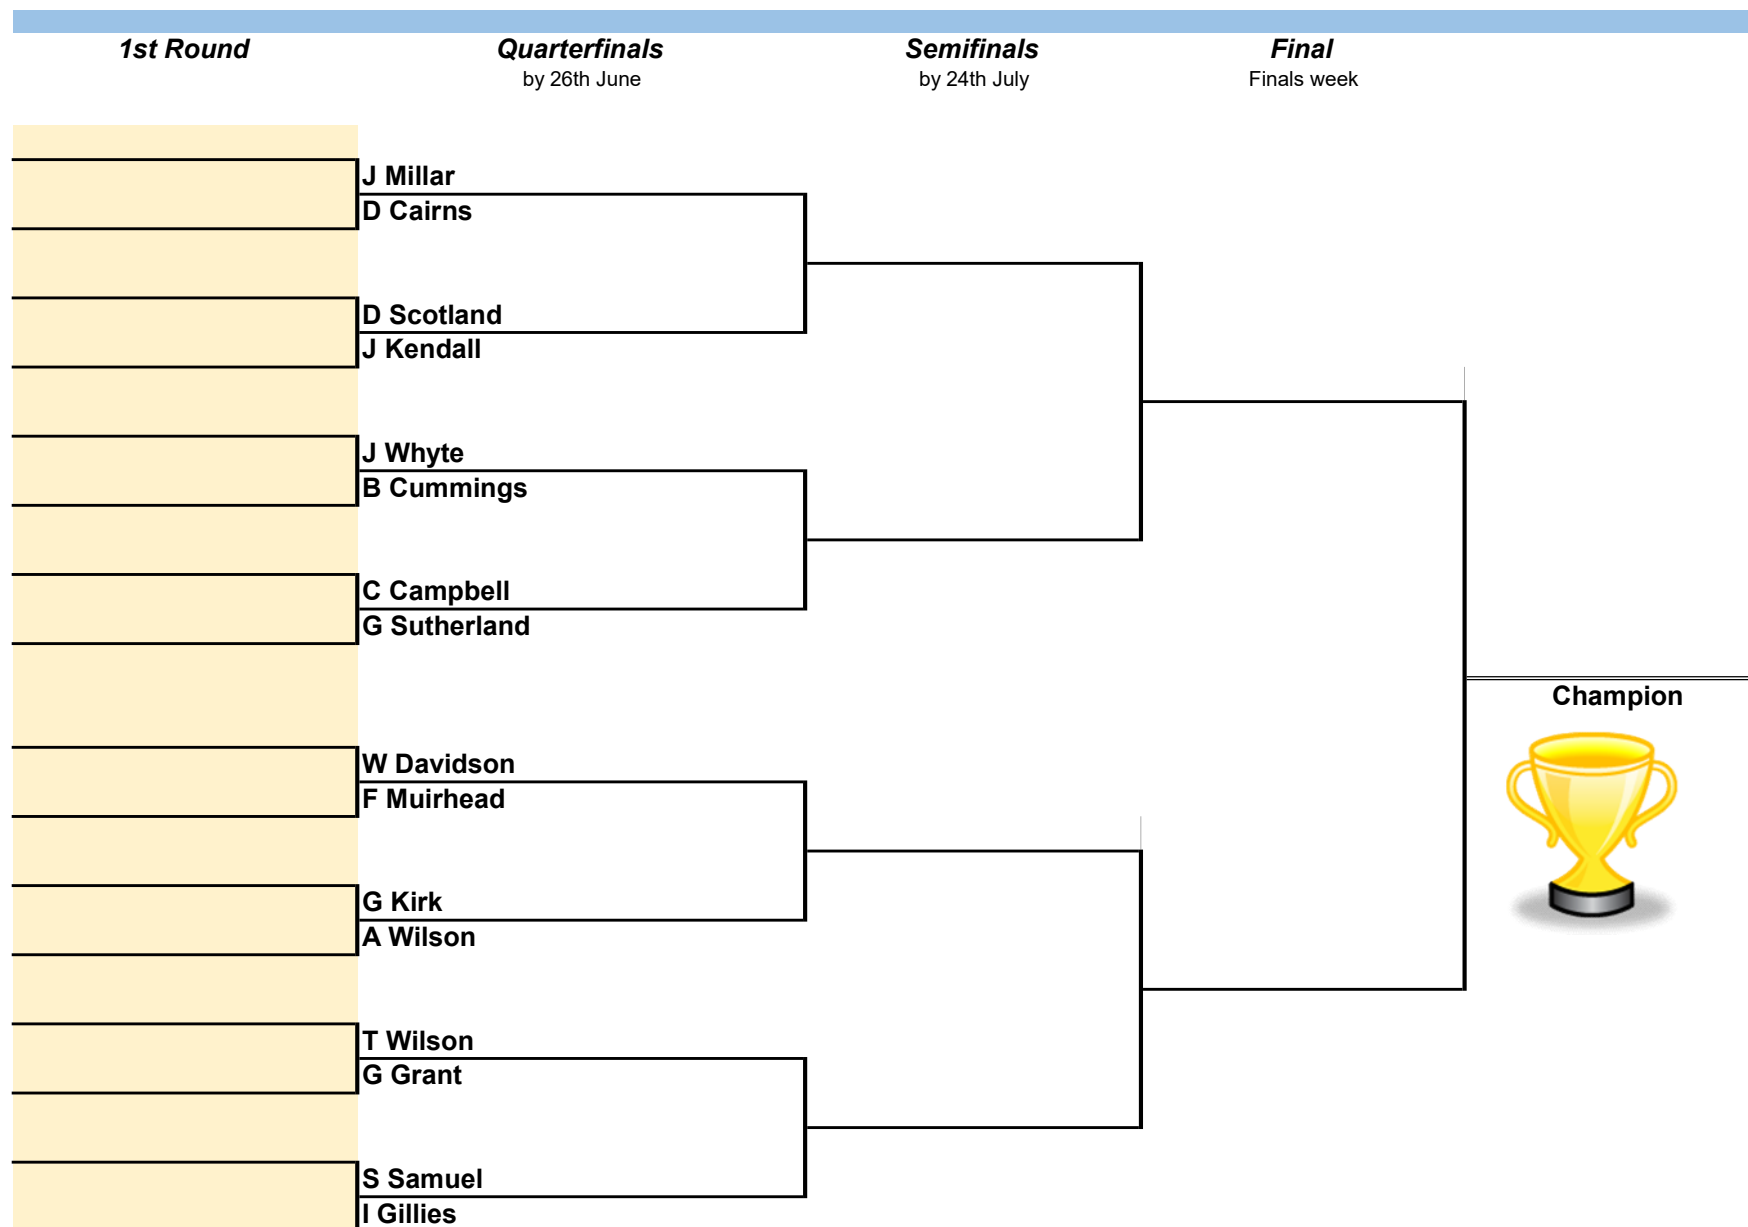 1st Round
Quarterfinals
Semifinals
Final
by 26th June
by 24th July
Finals week
J Millar
D Cairns
D Scotland
J Kendall
J Whyte
B Cummings
C Campbell
G Sutherland
Champion
W Davidson
F Muirhead
G Kirk
A Wilson
T Wilson
G Grant
S Samuel
I Gillies